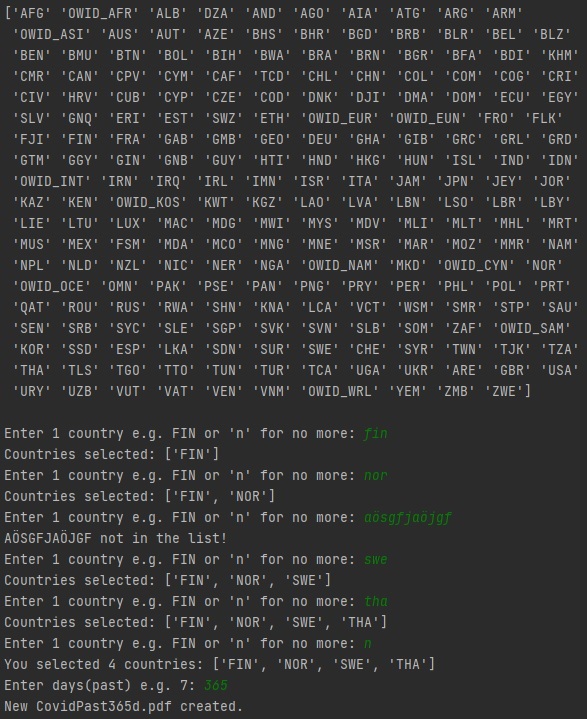 ['AFG' 'OWID_AFR' 'ALB' 'DZA' 'AND' 'AGO' 'AIA' 'ATG' 'ARG' 'ARM'
'OWID_ASI' 'AUS' 'AUT' 'AZE' 'BHS' 'BHR' 'BGD' 'BRB' 'BLR' 'BEL' 'BLZ'
'BEN' 'BMU' 'BTN' 'BOL' 'BIH' 'BWA' 'BRA' 'BRN' 'BGR' 'BFA' 'BDI' 'KHM'
'CMR' 'CAN' 'CPV' 'CYM' 'CAF' 'TCD' 'CHL' 'CHN' 'COL' 'COM' 'COG' 'CRI'
'CIV' 'HRV' 'CUB' 'CYP' 'CZE' 'COD' 'DNK' 'DJI' 'DMA' 'DOM' 'ECU' 'EGY'
'SLV' 'GNQ' 'ERI' 'EST' 'SWZ' 'ETH' 'OWID_EUR' 'OWID_EUN' 'FRO' 'FLK'
'FJI' 'FIN' 'FRA' 'GAB' 'GMB' 'GEO' 'DEU' 'GHA' 'GIB' 'GRC' 'GRL' 'GRD'
'GTM' 'GGY' 'GIN' 'GNB' 'GUY' 'HTI' 'HND' 'HKG' 'HUN' 'ISL' 'IND' 'IDN'
'OWID_INT' 'IRN' 'IRQ' 'IRL' 'IMN' 'ISR' 'ITA' 'JAM' 'JPN' 'JEY' 'JOR'
'KAZ' 'KEN' 'OWID_KOS' 'KWT' 'KGZ' 'LAO' 'LVA' 'LBN' 'LSO' 'LBR' 'LBY'
'LIE' 'LTU' 'LUX' 'MAC' 'MDG' 'MWI' 'MYS' 'MDV' 'MLI' 'MLT' 'MHL' 'MRT'
'MUS' 'MEX' 'FSM' 'MDA' 'MCO' 'MNG' 'MNE' 'MSR' 'MAR' 'MOZ' 'MMR' 'NAM'
'NPL' 'NLD' 'NZL' 'NIC' 'NER' 'NGA' 'OWID_NAM' 'MKD' 'OWID_CYN' 'NOR'
'OWID_OCE' 'OMN' 'PAK' 'PSE' 'PAN' 'PNG' 'PRY' 'PER' 'PHL' 'POL' 'PRT'
'QAT' 'ROU' 'RUS' 'RWA' 'SHN' 'KNA' 'LCA' 'VCT' 'WSM' 'SMR' 'STP' 'SAU'
'SEN' 'SRB' 'SYC' 'SLE' 'SGP' 'SVK' 'SVN' 'SLB' 'SOM' 'ZAF' 'OWID_SAM'
'KOR' 'SSD' 'ESP' 'LKA' 'SDN' 'SUR' 'SWE' 'CHE' 'SYR' 'TWN' 'TJK' 'TZA'
'THA' 'TLS' 'TGO' 'TTO' 'TUN' 'TUR' 'TCA' 'UGA' 'UKR' 'ARE' 'GBR' 'USA'
'URY' 'UZB' 'VUT' 'VAT' 'VEN' 'VNM' 'OWID_WRL' 'YEM' 'ZMB' 'ZWE']
Enter 1 country e.g. FIN or 'n' for no more: fin
Countries selected: ['FIN']
Enter 1 country e.g. FIN or 'n' for no more: nor
Countries selected: ['FIN', 'NOR']
Enter 1 country e.g. FIN or 'n' for no more: aösgfjaöjgf
AÖSGFJAÖJGF not in the list!
Enter 1 country e.g. FIN or 'n' for no more: swe
Countries selected: ['FIN', 'NOR', 'SWE']
Enter 1 country e.g. FIN or 'n' for no more: tha
Countries selected: ['FIN', 'NOR', 'SWE', 'THA']
Enter 1 country e.g. FIN or 'n' for no more: n
You selected 4 countries: ['FIN', 'NOR', 'SWE', 'THA']
Enter days(past) e.g. 7: 365
New CovidPast365d.pdf created.